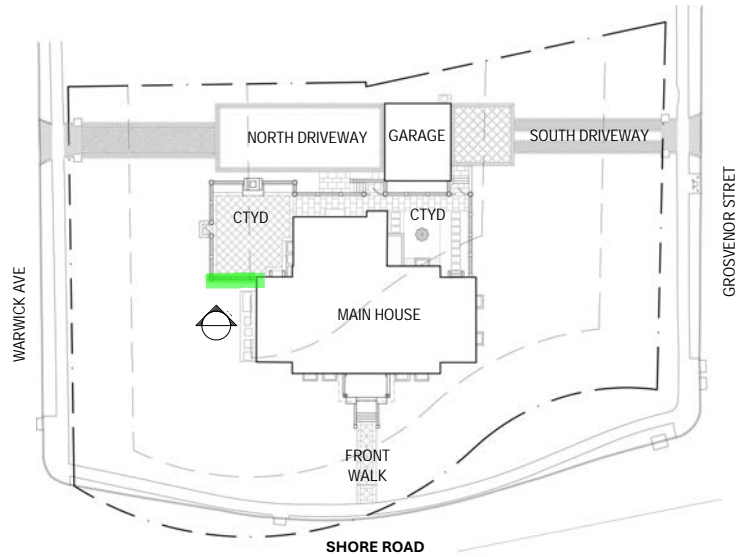 NORTH DRIVEWAY
GARAGE
SOUTH DRIVEWAY
CTYD
CTYD
MAIN HOUSE
WARWICK AVE
GROSVENOR STRET
FRONT
WALK
SHORE ROAD